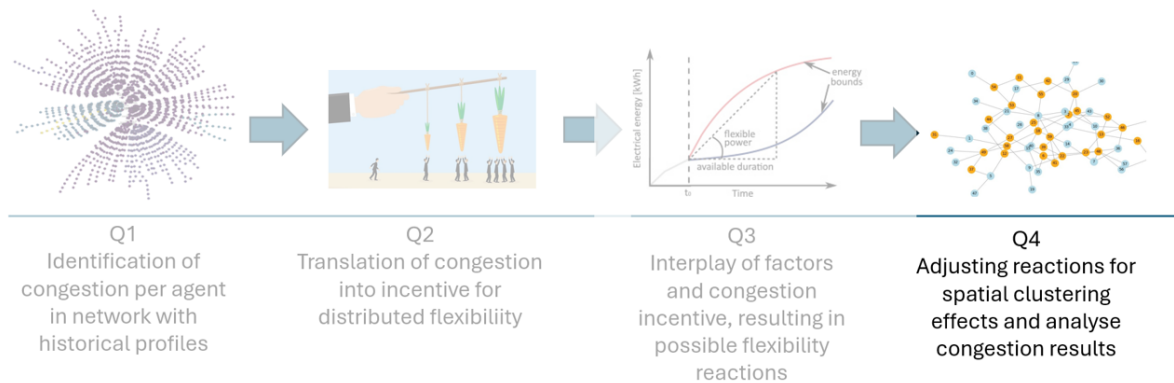 Electrical energy [kWh]
energy
bounds
flexible
power
available duration
t₀
Time
Q1
Identification of
congestion per agent
in network with
historical profiles
Q2
Translation of congestion
into incentive for
distributed flexibiliity
Q3
Interplay of factors
and congestion
incentive, resulting in
possible flexibility
reactions
Q4
Adjusting reactions for
spatial clustering
effects and analyse
congestion results